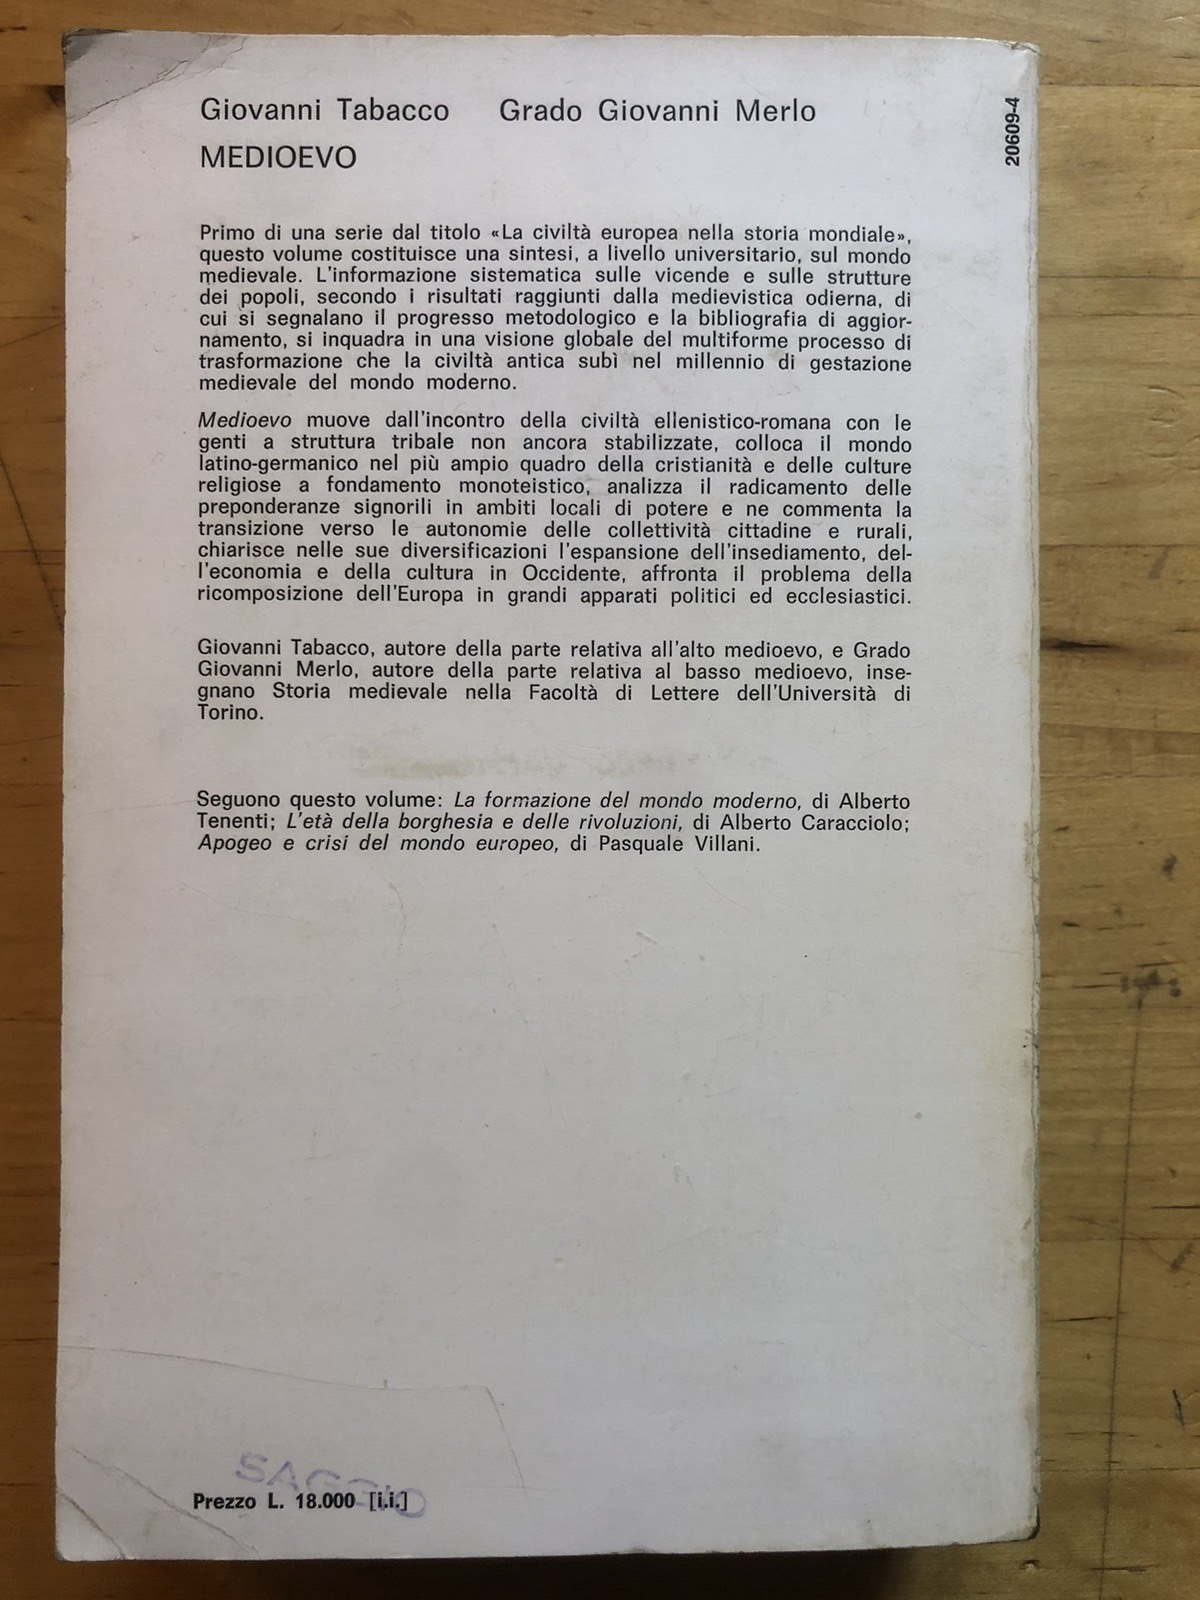 Giovanni Tabacco Grado Giovanni Merlo
MEDIOEVO
20609-4
Primo di una serie dal titolo «La civiltà europea nella storia mondiale»,
questo volume costituisce una sintesi, a livello universitario, sul mondo
medievale. L'informazione sistematica sulle vicende e sulle strutture
dei popoli, secondo i risultati raggiunti dalla medievistica odierna, di
cui si segnalano il progresso metodologico e la bibliografia di aggior-
namento, si inquadra in una visione globale del multiforme processo di
trasformazione che la civiltà antica subì nel millennio di gestazione
medievale del mondo moderno.
Medioevo muove dall'incontro della civiltà ellenistico-romana con le
genti a struttura tribale non ancora stabilizzate, colloca il mondo
latino-germanico nel più ampio quadro della cristianità e delle culture
religiose a fondamento monoteistico, analizza il radicamento delle
preponderanze signorili in ambiti locali di potere e ne commenta la
transizione verso le autonomie delle collettività cittadine e rurali,
chiarisce nelle sue diversificazioni l'espansione dell'insediamento, del-
l'economia e della cultura in Occidente, affronta il problema della
ricomposizione dell'Europa in grandi apparati politici ed ecclesiastici.
Giovanni Tabacco, autore della parte relativa all'alto medioevo, e Grado
Giovanni Merlo, autore della parte relativa al basso medioevo, inse-
gnano Storia medievale nella Facoltà di Lettere dell'Università di
Torino.
Seguono questo volume: La formazione del mondo moderno, di Alberto
Tenenti; L'età della borghesia e delle rivoluzioni, di Alberto Caracciolo;
Apogeo e crisi del mondo europeo, di Pasquale Villani.
SAGGIO
Prezzo L. 18.000 [i.i.]